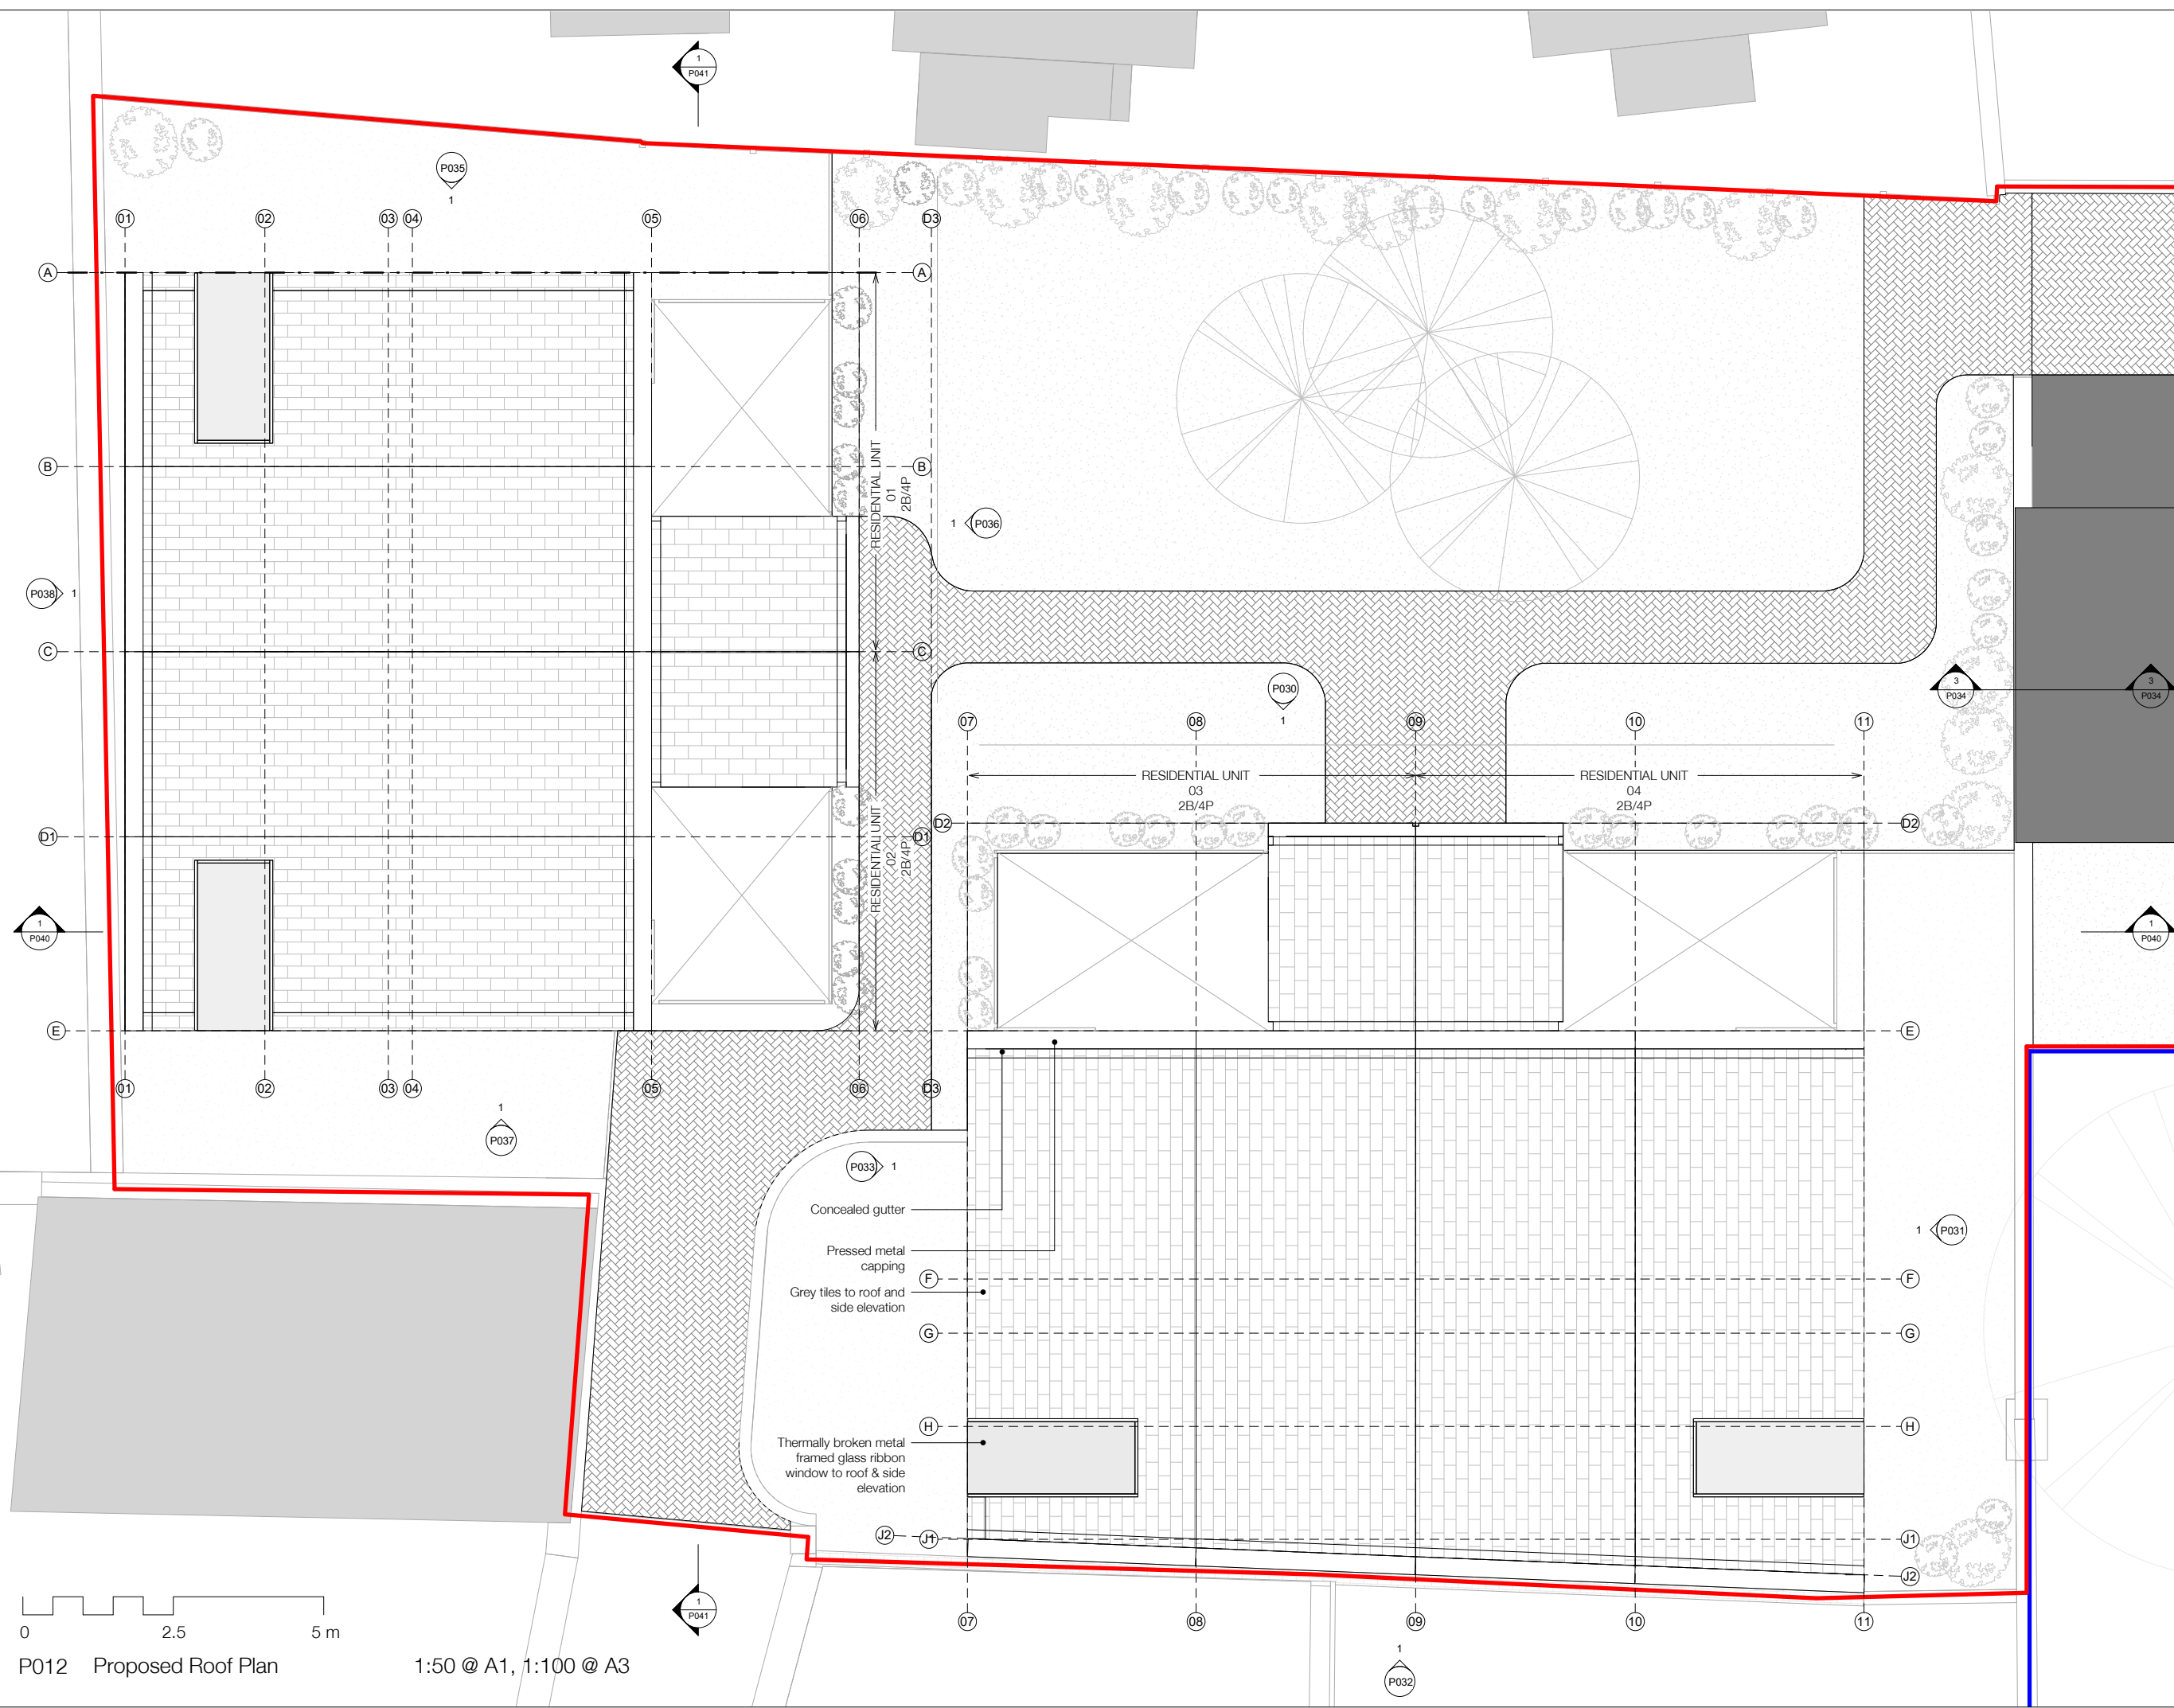 1
P041
P035
1
01
02
03
04
05
06
D3
A
A
B
B
RESIDENTIAL UNIT
01
2B/4P
1
P036
P038
1
C
C
3
P034
3
P034
P030
1
07
08
09
10
11
RESIDENTIAL UNIT
03
2B/4P
RESIDENTIAL UNIT
04
2B/4P
D1
D1
D2
D2
RESIDENTIAL UNIT
02
2B/4P
1
P040
1
P040
E
E
01
02
03
04
05
06
D3
1
P037
P033
1
Concealed gutter
1
P031
Pressed metal
capping
F
F
Grey tiles to roof and
side elevation
G
G
H
H
Thermally broken metal
framed glass ribbon
window to roof & side
elevation
J2
J1
J1
J2
1
P041
07
08
09
10
11
0
2.5
5 m
1
P032
P012 Proposed Roof Plan 1:50 @ A1, 1:100 @ A3